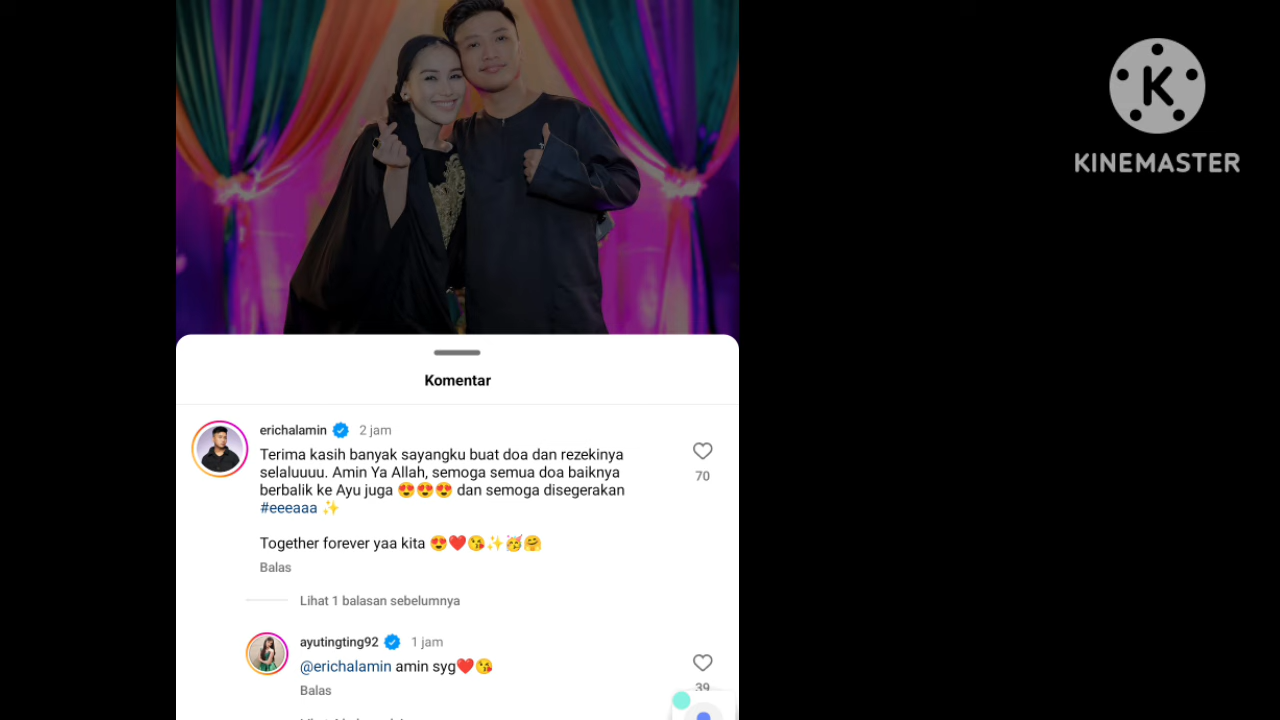 KINEMASTER
Komentar
erichalamin 2 jam
Terima kasih banyak sayangku buat doa dan rezekinya
selaluuuu. Amin Ya Allah, semoga semua doa baiknya
berbalik ke Ayu juga 😍😍😍 dan semoga disegerakan
#eeeaaa ✨
70
Together forever yaa kita 😍❤️😘✨🥳🤗
Balas
Lihat 1 balasan sebelumnya
ayutingting92 1 jam
@erichalamin amin syg❤️😘
39
Balas